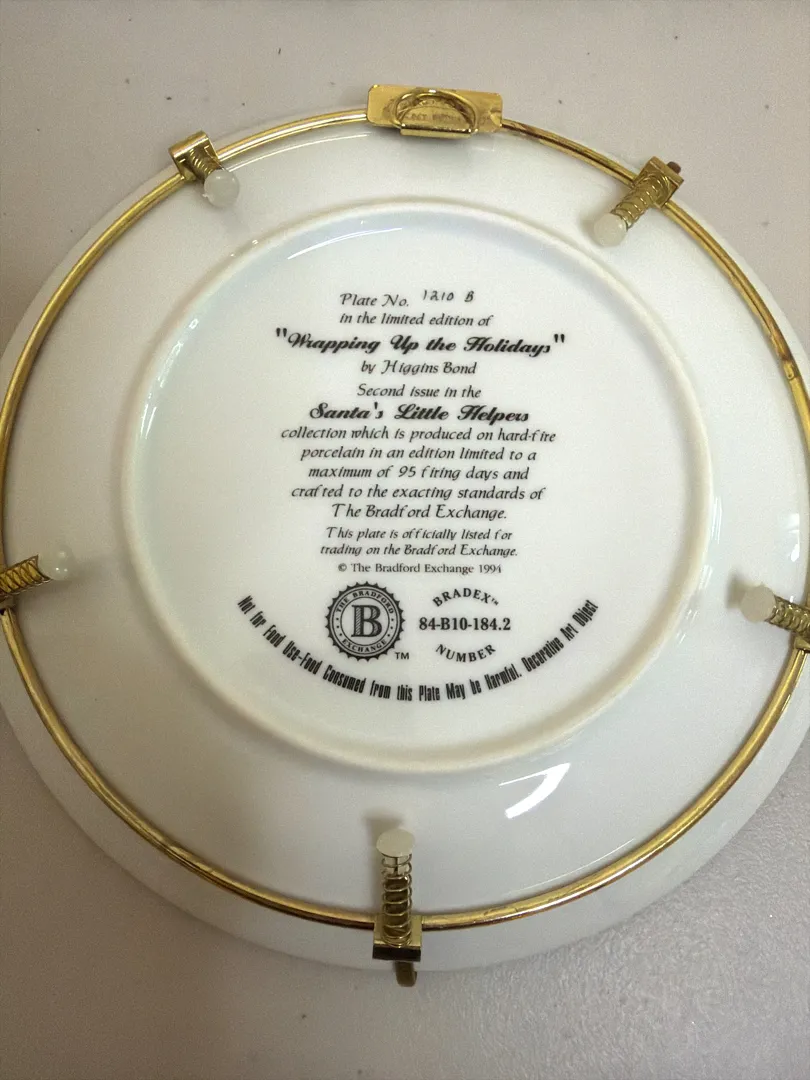 Plate No. 1210 B
in the limited edition of
"Wrapping Up the Holidays"
by Higgins Bond
Second issue in the
Santa's Little Helpers
collection which is produced on hard-fire
porcelain in an edition limited to a
maximum of 95 firing days and
crafted to the exacting standards of
The Bradford Exchange.
This plate is officially listed for
trading on the Bradford Exchange.
© The Bradford Exchange 1994
THE BRADFORD
B
EXCHANGE
TM
BRADEX™
84-B10-184.2
NUMBER
Not for Food Use-Food Consumed from this Plate May be Harmful. Decorative Art Object